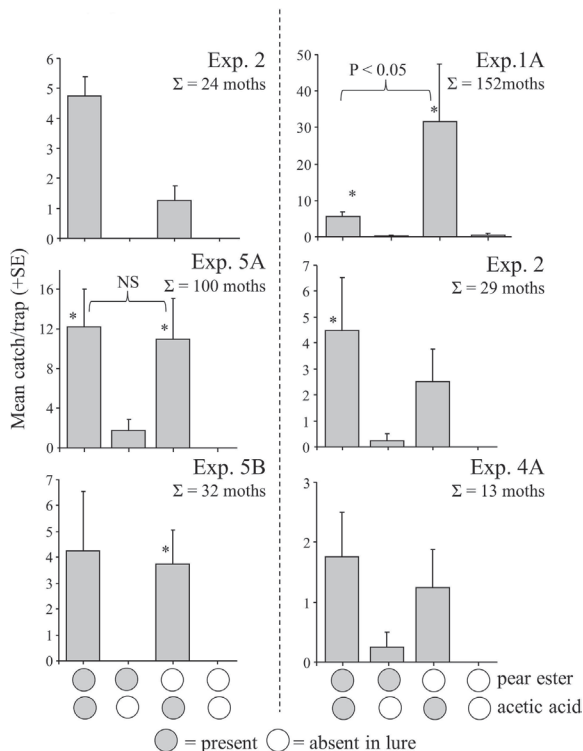 Mean catch/trap (+SE)
Exp. 2
Σ = 24 moths
6
5
4
3
2
1
0
Exp. 5A
Σ = 100 moths
NS
*
*
16
12
8
4
0
Exp. 5B
Σ = 32 moths
*
7
6
5
4
3
2
1
0
Exp.1A
Σ = 152moths
P < 0.05
*
*
50
40
30
20
10
0
Exp. 2
Σ = 29 moths
*
7
6
5
4
3
2
1
0
Exp. 4A
Σ = 13 moths
3
2
1
0
pear ester
acetic acid
= present = absent in lure